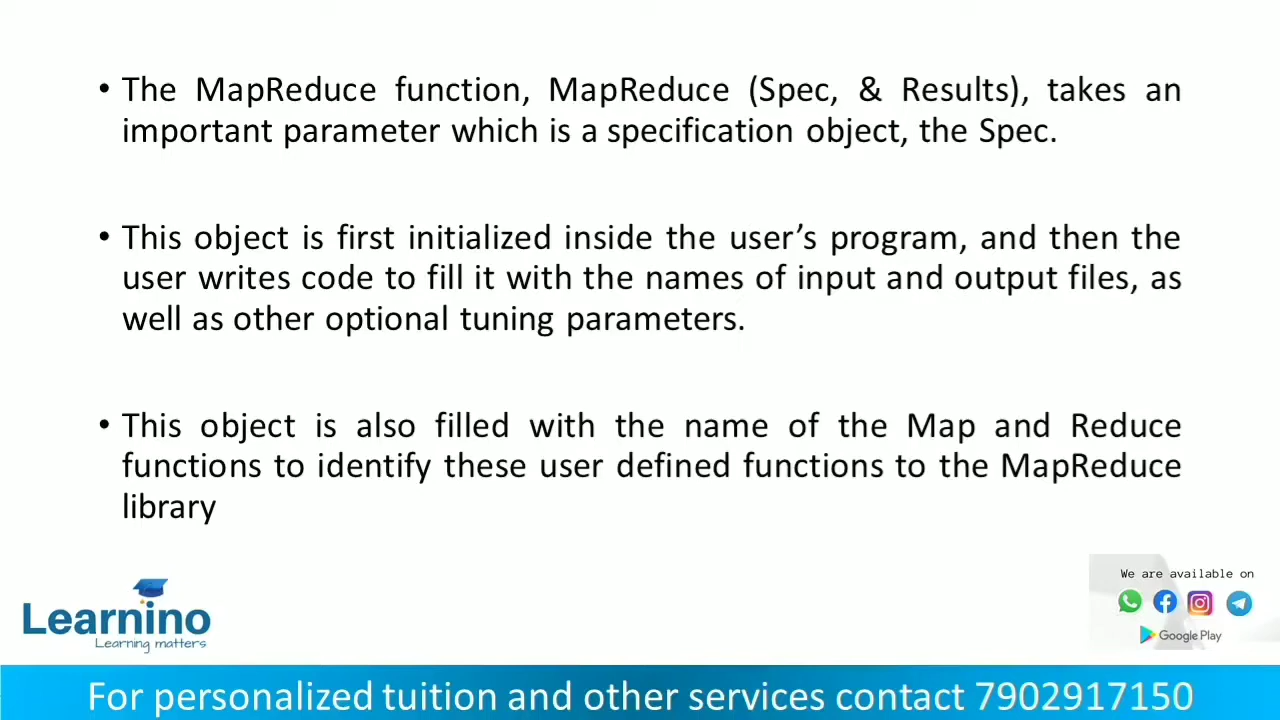 • The MapReduce function, MapReduce (Spec, & Results), takes an
important parameter which is a specification object, the Spec.
• This object is first initialized inside the user’s program, and then the
user writes code to fill it with the names of input and output files, as
well as other optional tuning parameters.
• This object is also filled with the name of the Map and Reduce
functions to identify these user defined functions to the MapReduce
library
We are available on
Google Play
Learnino
Learning matters
For personalized tuition and other services contact 7902917150